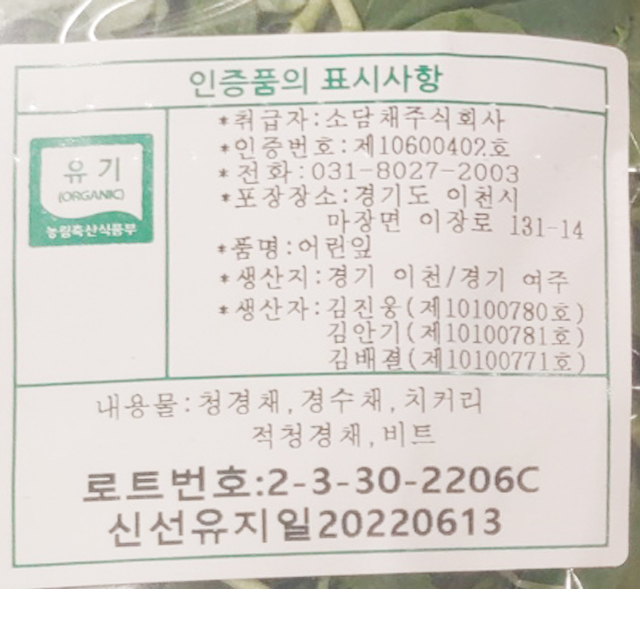 인증품의 표시사항
유기
(ORGANIC)
농림축산식품부
*취급자:소담채주식회사
*인증번호:제10600402호
*전화:031-8027-2003
*포장장소:경기도 이천시
마장면 이장로 131-14
*품명:어린잎
*생산지:경기 이천/경기 여주
*생산자:김진웅(제10100780호)
김안기(제10100781호)
김배결(제10100771호)
내용물:청경채,경수채,치커리
적청경채,비트
로트번호:2-3-30-2206C
신선유지일20220613